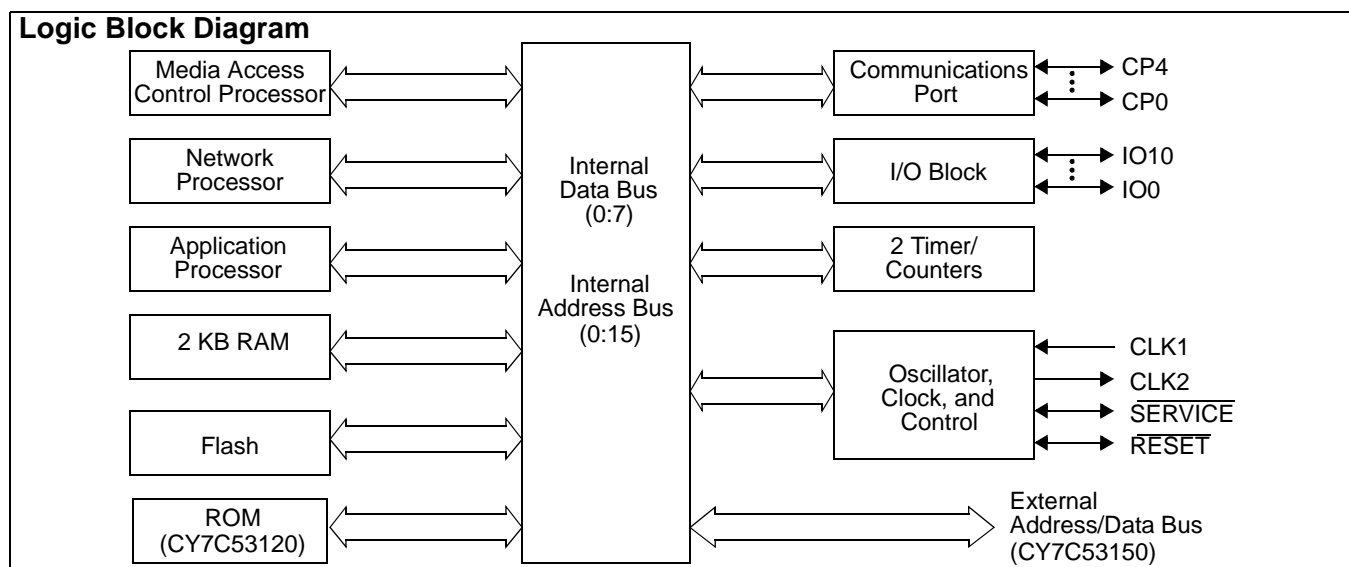 Logic Block Diagram
Media Access
Control Processor
Network
Processor
Application
Processor
2 KB RAM
Flash
ROM
(CY7C53120)
Internal
Data Bus
(0:7)
Internal
Address Bus
(0:15)
Communications
Port
CP4
CP0
I/O Block
IO10
IO0
2 Timer/
Counters
Oscillator,
Clock, and
Control
CLK1
CLK2
SERVICE
RESET
External
Address/Data Bus
(CY7C53150)